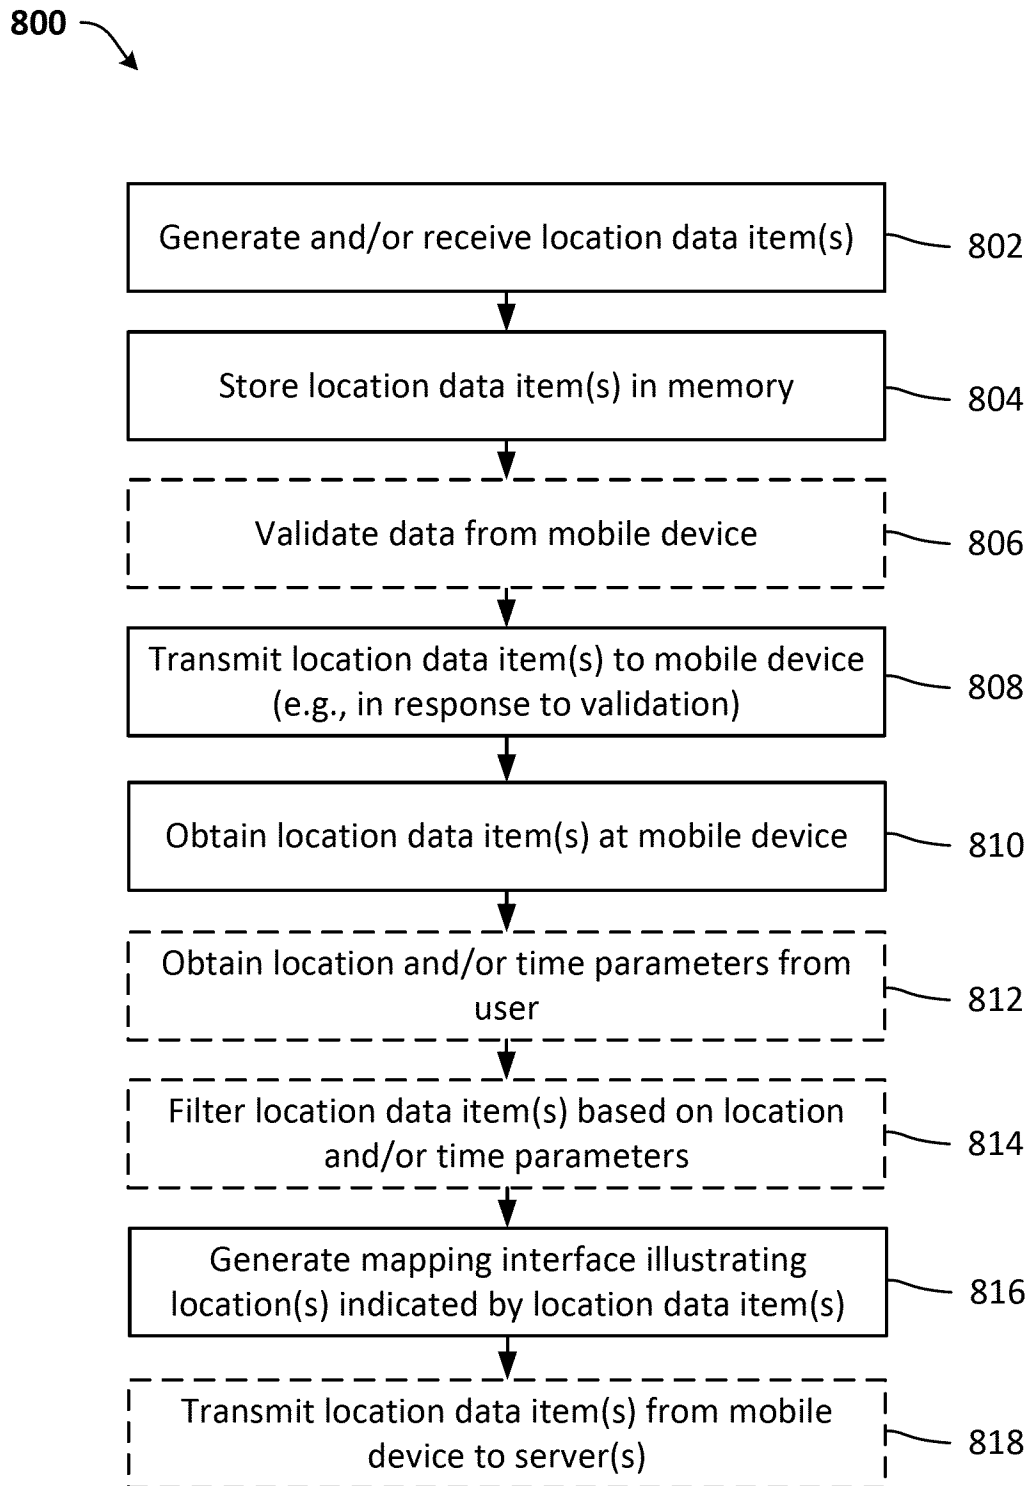 800
Generate and/or receive location data item(s)
802
Store location data item(s) in memory
804
Validate data from mobile device
806
Transmit location data item(s) to mobile device
(e.g., in response to validation)
808
Obtain location data item(s) at mobile device
810
Obtain location and/or time parameters from
user
812
Filter location data item(s) based on location
and/or time parameters
814
Generate mapping interface illustrating
location(s) indicated by location data item(s)
816
Transmit location data item(s) from mobile
device to server(s)
818